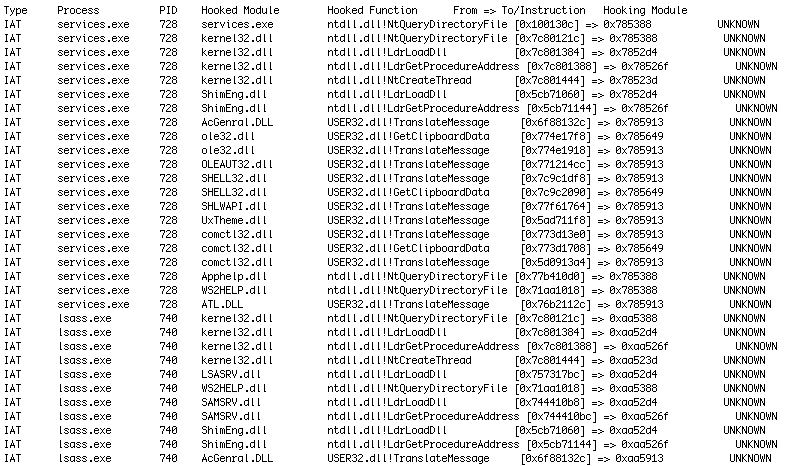 Type Process PID Hooked Module Hooked Function From => To/Instruction Hooking Module
IAT services.exe 728 services.exe ntdll.dll!NtQueryDirectoryFile [0x100130c] => 0x785388 UNKNOWN
IAT services.exe 728 kernel32.dll ntdll.dll!NtQueryDirectoryFile [0x7c80121c] => 0x785388 UNKNOWN
IAT services.exe 728 kernel32.dll ntdll.dll!LdrLoadDll [0x7c801384] => 0x7852d4 UNKNOWN
IAT services.exe 728 kernel32.dll ntdll.dll!LdrGetProcedureAddress [0x7c801388] => 0x78526f UNKNOWN
IAT services.exe 728 kernel32.dll ntdll.dll!NtCreateThread [0x7c801444] => 0x78523d UNKNOWN
IAT services.exe 728 ShimEng.dll ntdll.dll!LdrLoadDll [0x5cb71060] => 0x7852d4 UNKNOWN
IAT services.exe 728 ShimEng.dll ntdll.dll!LdrGetProcedureAddress [0x5cb71144] => 0x78526f UNKNOWN
IAT services.exe 728 AcGenral.DLL USER32.dll!TranslateMessage [0x6f88132c] => 0x785913 UNKNOWN
IAT services.exe 728 ole32.dll USER32.dll!GetClipboardData [0x774e17f8] => 0x785649 UNKNOWN
IAT services.exe 728 ole32.dll USER32.dll!TranslateMessage [0x774e1918] => 0x785913 UNKNOWN
IAT services.exe 728 OLEAUT32.dll USER32.dll!TranslateMessage [0x771214cc] => 0x785913 UNKNOWN
IAT services.exe 728 SHELL32.dll USER32.dll!TranslateMessage [0x7c9c1df8] => 0x785913 UNKNOWN
IAT services.exe 728 SHELL32.dll USER32.dll!GetClipboardData [0x7c9c2090] => 0x785649 UNKNOWN
IAT services.exe 728 SHLWAPI.dll USER32.dll!TranslateMessage [0x77f61764] => 0x785913 UNKNOWN
IAT services.exe 728 UxTheme.dll USER32.dll!TranslateMessage [0x5ad711f8] => 0x785913 UNKNOWN
IAT services.exe 728 comctl32.dll USER32.dll!TranslateMessage [0x773d13e0] => 0x785913 UNKNOWN
IAT services.exe 728 comctl32.dll USER32.dll!GetClipboardData [0x773d1708] => 0x785649 UNKNOWN
IAT services.exe 728 comctl32.dll USER32.dll!TranslateMessage [0x5d0913a4] => 0x785913 UNKNOWN
IAT services.exe 728 Apphelp.dll ntdll.dll!NtQueryDirectoryFile [0x77b410d0] => 0x785388 UNKNOWN
IAT services.exe 728 WS2HELP.dll ntdll.dll!NtQueryDirectoryFile [0x71aa1018] => 0x785388 UNKNOWN
IAT services.exe 728 ATL.DLL USER32.dll!TranslateMessage [0x76b2112c] => 0x785913 UNKNOWN
IAT lsass.exe 740 kernel32.dll ntdll.dll!NtQueryDirectoryFile [0x7c80121c] => 0xaa5388 UNKNOWN
IAT lsass.exe 740 kernel32.dll ntdll.dll!LdrLoadDll [0x7c801384] => 0xaa52d4 UNKNOWN
IAT lsass.exe 740 kernel32.dll ntdll.dll!LdrGetProcedureAddress [0x7c801388] => 0xaa526f UNKNOWN
IAT lsass.exe 740 kernel32.dll ntdll.dll!NtCreateThread [0x7c801444] => 0xaa523d UNKNOWN
IAT lsass.exe 740 LSASRV.dll ntdll.dll!LdrLoadDll [0x757317bc] => 0xaa52d4 UNKNOWN
IAT lsass.exe 740 WS2HELP.dll ntdll.dll!NtQueryDirectoryFile [0x71aa1018] => 0xaa5388 UNKNOWN
IAT lsass.exe 740 SAMSRV.dll ntdll.dll!LdrLoadDll [0x744410b8] => 0xaa52d4 UNKNOWN
IAT lsass.exe 740 SAMSRV.dll ntdll.dll!LdrGetProcedureAddress [0x744410bc] => 0xaa526f UNKNOWN
IAT lsass.exe 740 ShimEng.dll ntdll.dll!LdrLoadDll [0x5cb71060] => 0xaa52d4 UNKNOWN
IAT lsass.exe 740 ShimEng.dll ntdll.dll!LdrGetProcedureAddress [0x5cb71144] => 0xaa526f UNKNOWN
IAT lsass.exe 740 AcGenral.DLL USER32.dll!TranslateMessage [0x6f88132c] => 0xaa5913 UNKNOWN